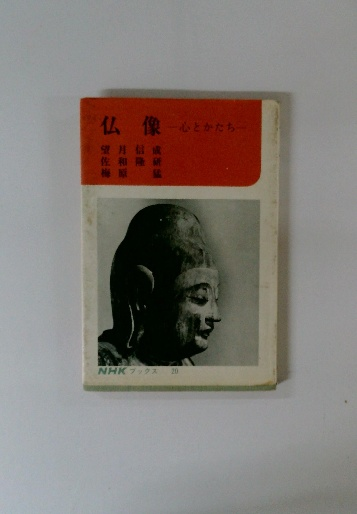 仏像 —心とかたち—
望月信成
佐和隆研
梅原 猛
NHKブックス 20